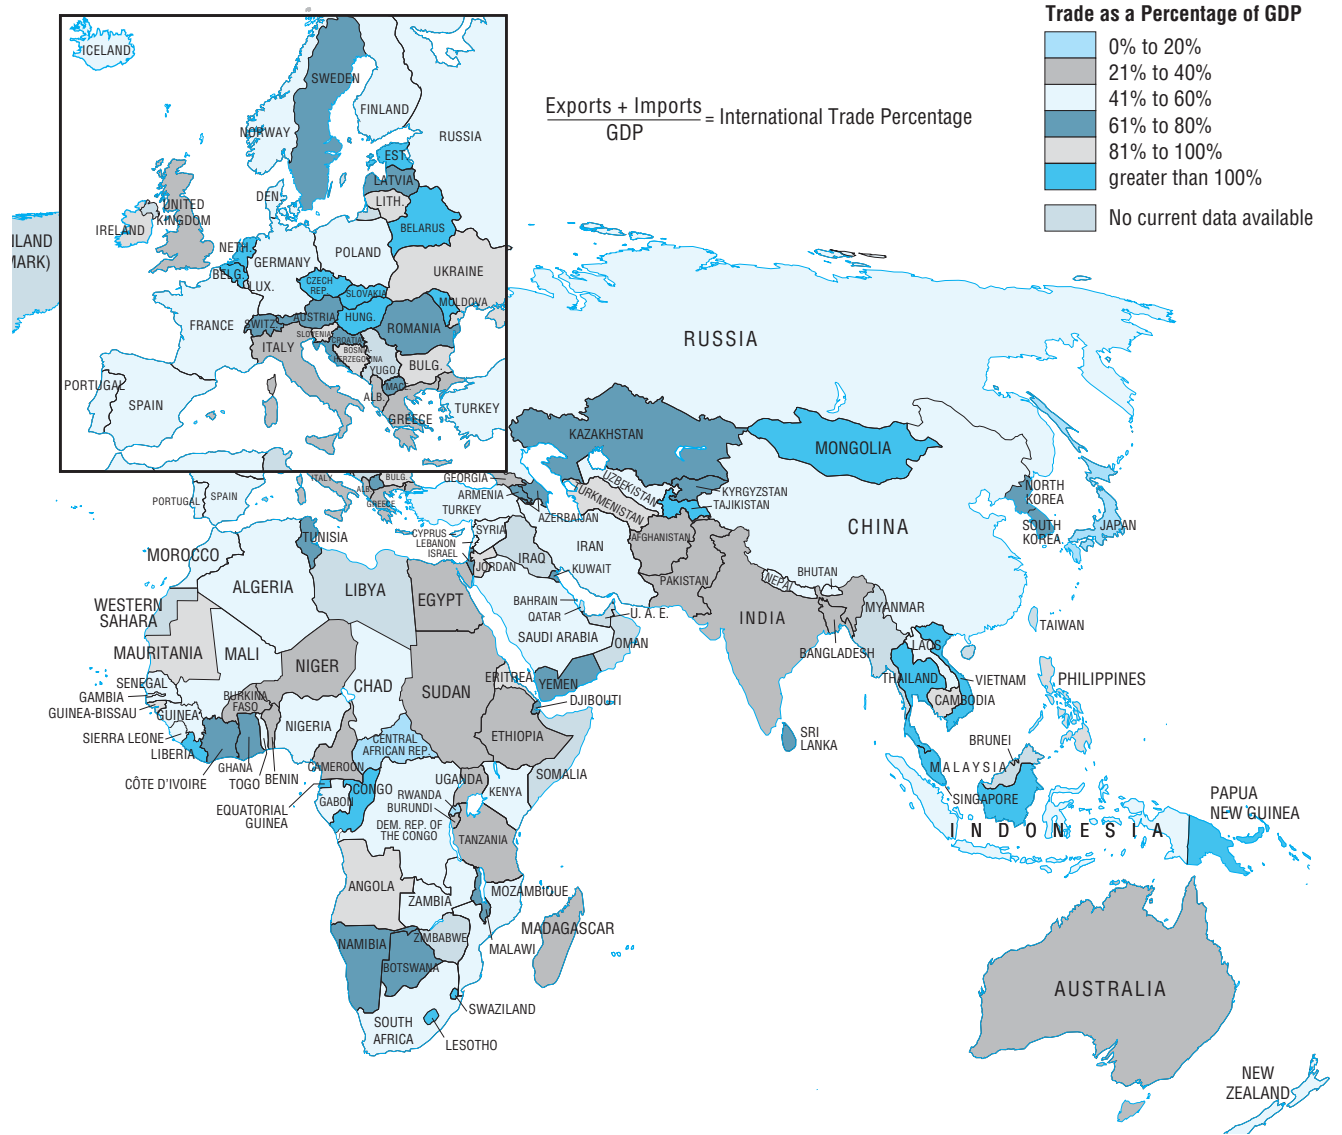 Trade as a Percentage of GDP
0% to 20%
21% to 40%
41% to 60%
61% to 80%
81% to 100%
greater than 100%
No current data available
Exports + Imports
= International Trade Percentage
GDP
ICELAND
SWEDEN
FINLAND
NORWAY
RUSSIA
EST.
LATVIA
LITH.
DEN.
UNITED
KINGDOM
IRELAND
BELARUS
NETH.
POLAND
GERMANY
BELG.
LUX.
UKRAINE
CZECH
REP.
SLOVAKIA
MOLDOVA
FRANCE
SWITZ.
AUSTRIA
HUNG.
ROMANIA
SLOVENIA
CROATIA
ITALY
BOSNIA-
HERZEGOVINA
YUGO.
BULG.
PORTUGAL
SPAIN
MACE.
ALB.
GREECE
TURKEY
NLAND
MARK)
RUSSIA
KAZAKHSTAN
MONGOLIA
GEORGIA
ARMENIA
TURKEY
AZERBAIJAN
UZBEKISTAN
TURKMENISTAN
KYRGYZSTAN
TAJIKISTAN
ITALY
BULG.
ALB.
GREECE
PORTUGAL
SPAIN
NORTH
KOREA
SOUTH
KOREA
JAPAN
CHINA
CYPRUS
LEBANON
ISRAEL
SYRIA
IRAQ
JORDAN
IRAN
KUWAIT
AFGHANISTAN
PAKISTAN
NEPAL
BHUTAN
INDIA
BANGLADESH
MYANMAR
LAOS
TAIWAN
THAILAND
VIETNAM
CAMBODIA
PHILIPPINES
SRI
LANKA
BRUNEI
MALAYSIA
SINGAPORE
INDONESIA
PAPUA
NEW GUINEA
BAHRAIN
QATAR
U. A. E.
SAUDI ARABIA
OMAN
YEMEN
MOROCCO
TUNISIA
ALGERIA
LIBYA
EGYPT
WESTERN
SAHARA
MAURITANIA
MALI
NIGER
CHAD
SUDAN
ERITREA
DJIBOUTI
SENEGAL
GAMBIA
GUINEA-BISSAU
GUINEA
BURKINA
FASO
NIGERIA
SIERRA LEONE
LIBERIA
CÔTE D'IVOIRE
GHANA
TOGO
BENIN
CENTRAL
AFRICAN REP.
ETHIOPIA
SOMALIA
CAMEROON
EQUATORIAL
GUINEA
GABON
CONGO
UGANDA
KENYA
RWANDA
BURUNDI
DEM. REP. OF
THE CONGO
TANZANIA
ANGOLA
ZAMBIA
MOZAMBIQUE
MALAWI
MADAGASCAR
NAMIBIA
ZIMBABWE
BOTSWANA
SWAZILAND
SOUTH
AFRICA
LESOTHO
AUSTRALIA
NEW
ZEALAND